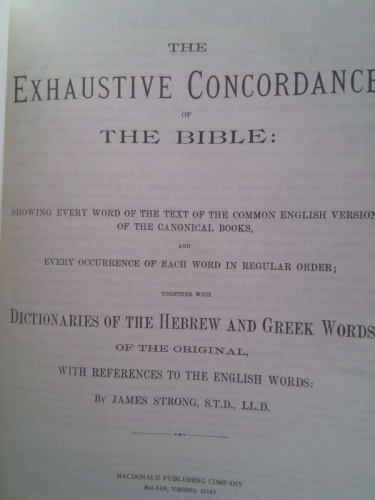 THE
EXHAUSTIVE CONCORDANCE
OF
THE BIBLE:
SHOWING EVERY WORD OF THE TEXT OF THE COMMON ENGLISH VERSION
OF THE CANONICAL BOOKS,
AND
EVERY OCCURRENCE OF EACH WORD IN REGULAR ORDER;
TOGETHER WITH
DICTIONARIES OF THE HEBREW AND GREEK WORDS
OF THE ORIGINAL,
WITH REFERENCES TO THE ENGLISH WORDS:
BY JAMES STRONG, S.T.D., LL.D.
MACDONALD PUBLISHING COMPANY
MCLEAN, VIRGINIA 22102